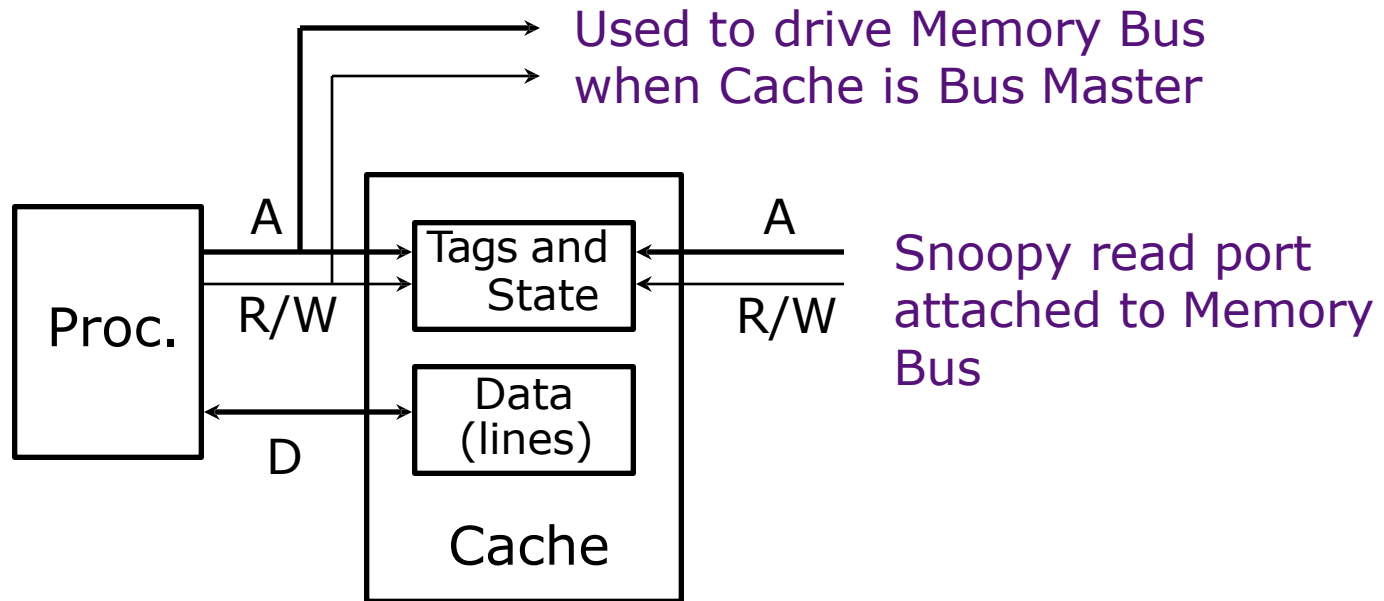 Used to drive Memory Bus
when Cache is Bus Master
A
A
Tags and
State
Snoopy read port
attached to Memory
Bus
Proc.
R/W
R/W
Data
(lines)
D
Cache